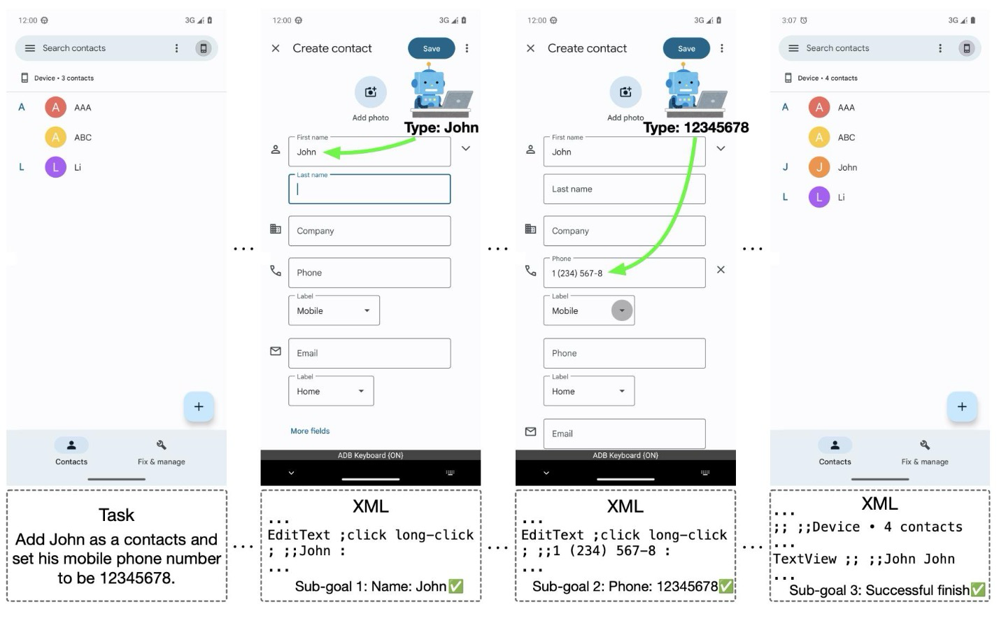 12:00
3G
Search contacts
Device • 3 contacts
A
A
AAA
A
ABC
L
L
Li
+
Contacts
Fix & manage
Task
Add John as a contacts and
set his mobile phone number
to be 12345678.
...
...
12:00
3G
Create contact
Save
Add photo
Type: John
First name
John
Last name
Company
Phone
Label
Mobile
Email
Label
Home
More fields
ADB Keyboard {ON}
XML
...
EditText ;click long-click
; ;;John :
...
Sub-goal 1: Name: John✅
...
...
12:00
3G
Create contact
Save
Add photo
Type: 12345678
First name
John
Last name
Company
Phone
1 (234) 567-8
Label
Mobile
Phone
Label
Home
Email
ADB Keyboard {ON}
XML
...
EditText ;click long-click
; ;;1 (234) 567-8 :
...
Sub-goal 2: Phone: 12345678✅
...
...
3:07
3G
Search contacts
Device • 4 contacts
A
A
AAA
A
ABC
J
J
John
L
L
Li
+
Contacts
Fix & manage
XML
...
;; ;;Device • 4 contacts
...
TextView ;; ;;John John
...
Sub-goal 3: Successful finish✅